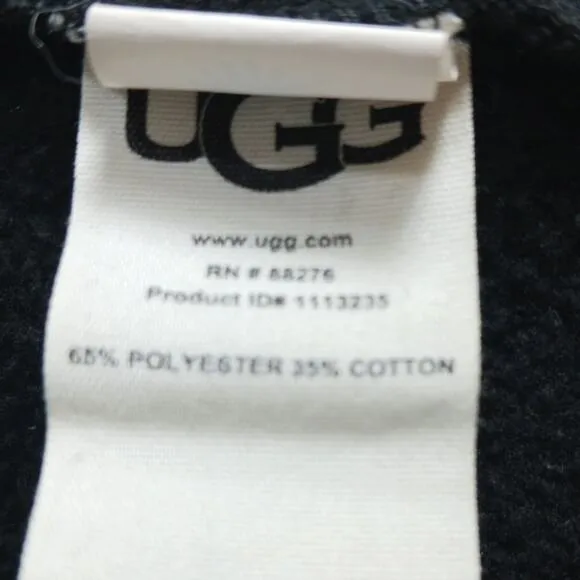 UGG
www.ugg.com
RN # 88276
Product ID# 1113235
65% POLYESTER 35% COTTON